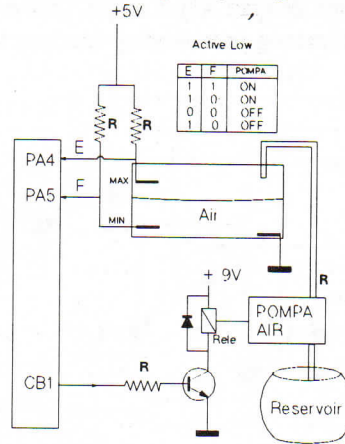 +5V
Active Low
E F POMPA
1 1 ON
1 0 ON
0 0 OFF
1 0 OFF
R R
E
PA4
F
PA5
MAX
Air
MIN
+ 9V
R
Rele
POMPA
AIR
CB1
R
Reservoir